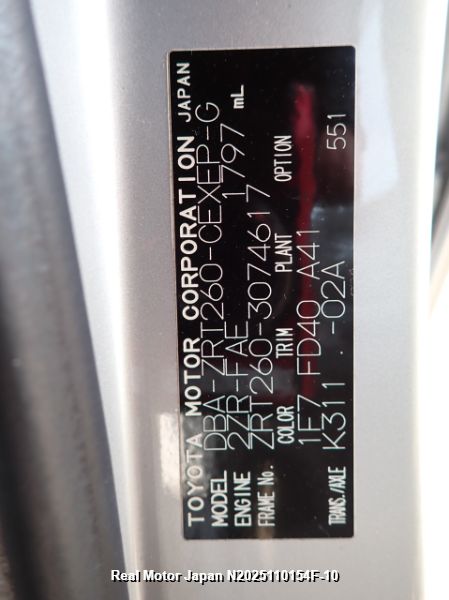 TOYOTA MOTOR CORPORATION JAPAN
MODEL DBA-ZRT260-CEXEP-G
ENGINE 2ZR-FAE 1797 mL
FRAME No. ZRT260-3074617
COLOR TRIM PLANT OPTION
1F7 FD40 A41
TRANS./AXLE K311 .-02A 551
Real Motor Japan N2025110154F-10